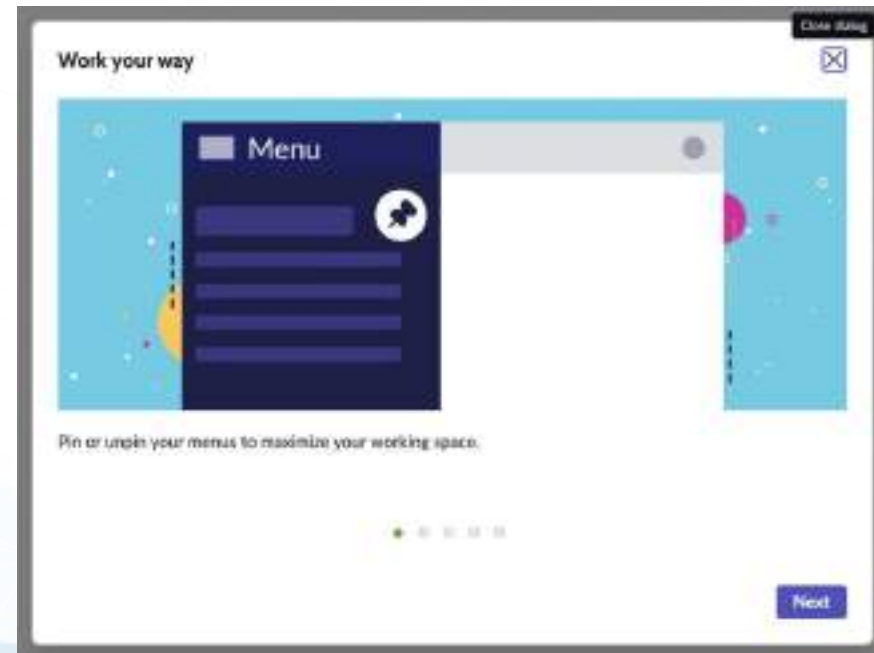 Close dialog
Work your way
Menu
Pin or unpin your menus to maximize your working space.
Next